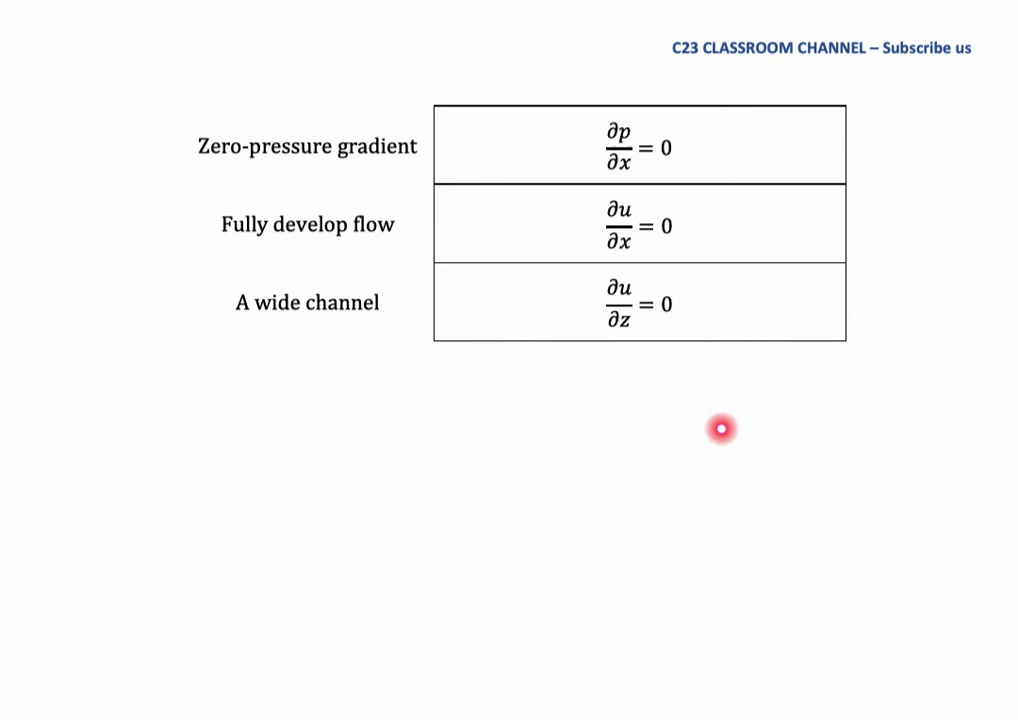 C23 CLASSROOM CHANNEL – Subscribe us
Zero-pressure gradient ∂p/∂x = 0
Fully develop flow ∂u/∂x = 0
A wide channel ∂u/∂z = 0